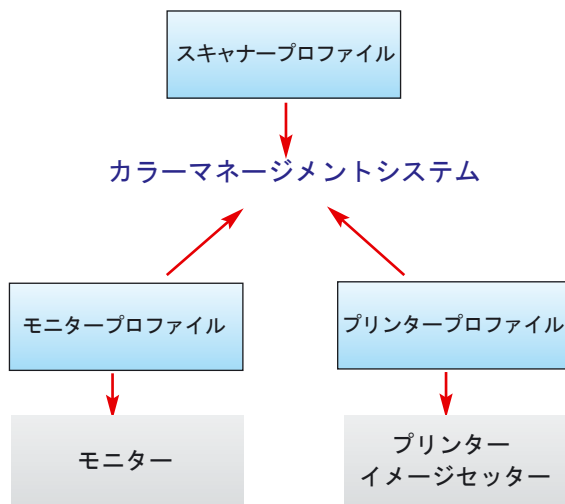 スキャナープロファイル
カラーマネージメントシステム
モニタープロファイル
プリンタープロファイル
モニター
プリンター
イメージセッター